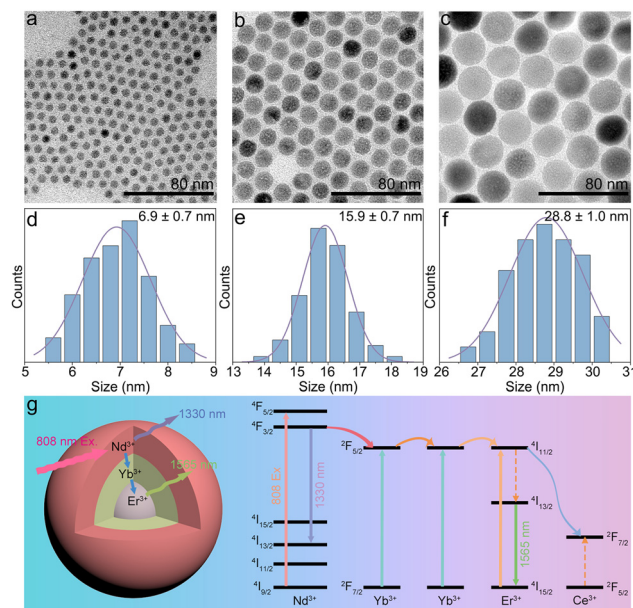 a
b
c
80 nm
80 nm
80 nm
d
6.9 ± 0.7 nm
e
15.9 ± 0.7 nm
f
28.8 ± 1.0 nm
Counts
Counts
Counts
5 6 7 8 9
13 14 15 16 17 18 19
26 27 28 29 30 31
Size (nm)
Size (nm)
Size (nm)
g
1330 nm
808 nm Ex.
Nd³⁺
Yb³⁺
Er³⁺
⁴F₅/₂
⁴F₃/₂
⁴I₁₅/₂
⁴I₁₃/₂
⁴I₁₁/₂
⁴I₉/₂
808 Ex
1330 nm
²F₅/₂
²F₇/₂
⁴I₁₁/₂
⁴I₁₃/₂
1565 nm
⁴I₁₅/₂
²F₇/₂
²F₅/₂
Nd³⁺
Yb³⁺
Yb³⁺
Er³⁺
Ce³⁺